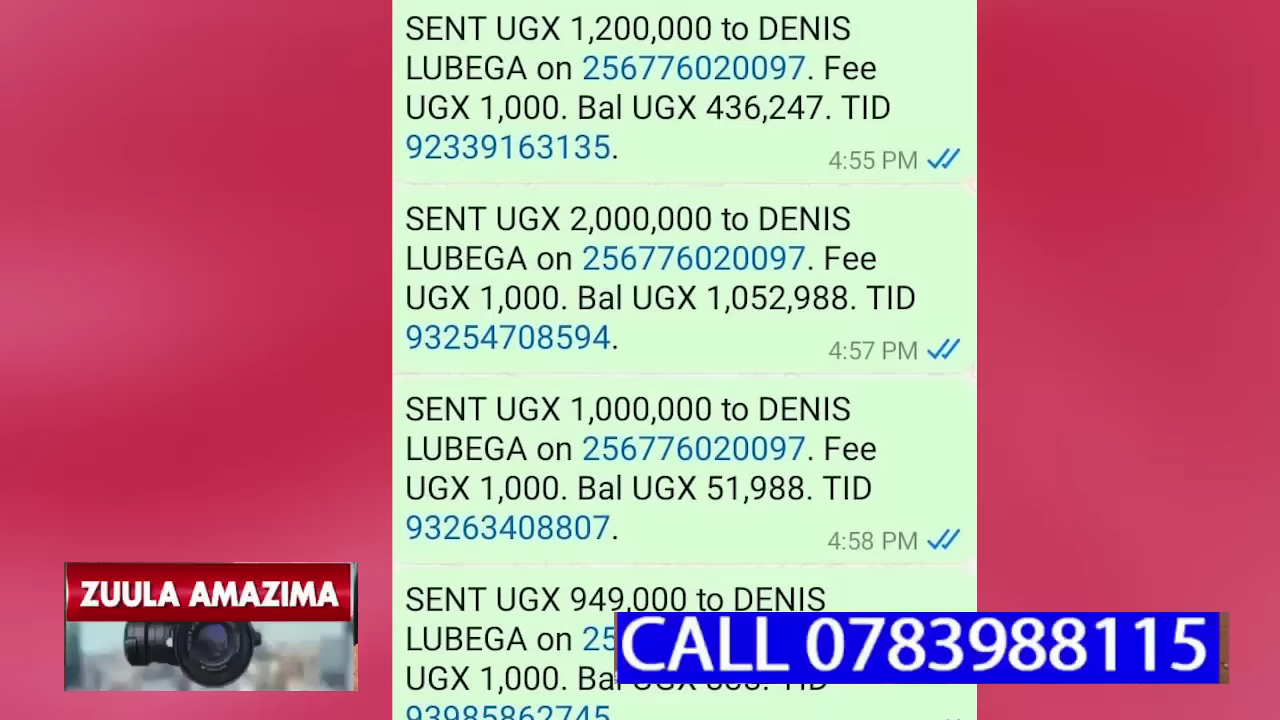 SENT UGX 1,200,000 to DENIS
LUBEGA on 256776020097. Fee
UGX 1,000. Bal UGX 436,247. TID
92339163135.
4:55 PM
SENT UGX 2,000,000 to DENIS
LUBEGA on 256776020097. Fee
UGX 1,000. Bal UGX 1,052,988. TID
93254708594.
4:57 PM
SENT UGX 1,000,000 to DENIS
LUBEGA on 256776020097. Fee
UGX 1,000. Bal UGX 51,988. TID
93263408807.
4:58 PM
SENT UGX 949,000 to DENIS
LUBEGA on
UGX 1,000.
93985862745
ZUULA AMAZIMA
CALL 0783988115